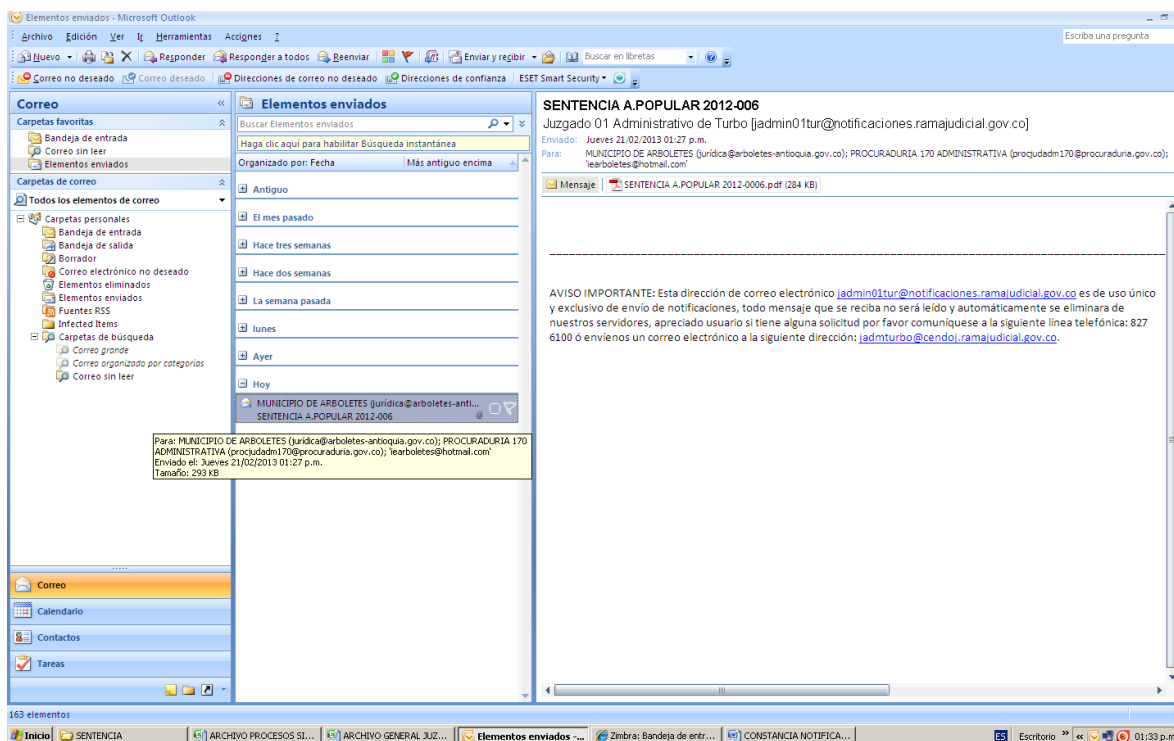 Elementos enviados - Microsoft Outlook
Archivo Edición Ver Ir Herramientas Acciones ?
Escriba una pregunta
Nuevo Responder Responder a todos Reenviar Enviar y recibir Buscar en libretas
Correo no deseado Correo deseado Direcciones de correo no deseado Direcciones de confianza ESET Smart Security
Correo
Carpetas favoritas
Bandeja de entrada
Correo sin leer
Elementos enviados
Carpetas de correo
Todos los elementos de correo
Carpetas personales
Bandeja de entrada
Bandeja de salida
Borrador
Correo electrónico no deseado
Elementos eliminados
Elementos enviados
Fuentes RSS
Infected Items
Carpetas de búsqueda
Correo grande
Correo organizado por categorías
Correo sin leer
Correo
Calendario
Contactos
Tareas
Elementos enviados
Buscar Elementos enviados
Haga clic aquí para habilitar Búsqueda instantánea
Organizado por: Fecha Más antiguo encima
Antiguo
El mes pasado
Hace tres semanas
Hace dos semanas
La semana pasada
lunes
Ayer
Hoy
MUNICIPIO DE ARBOLETES (jurídica@arboletes-anti...
SENTENCIA A.POPULAR 2012-006
Para: MUNICIPIO DE ARBOLETES (jurídica@arboletes-antioquia.gov.co); PROCURADURIA 170
ADMINISTRATIVA (procjudadm170@procuraduria.gov.co); 'iearboletes@hotmail.com'
Enviado el: Jueves
21/02/2013 01:27 p.m.
Tamaño: 293 KB
SENTENCIA A.POPULAR 2012-006
Juzgado 01 Administrativo de Turbo [jadmin01tur@notificaciones.ramajudicial.gov.co]
Enviado: Jueves 21/02/2013 01:27 p.m.
Para: MUNICIPIO DE ARBOLETES (jurídica@arboletes-antioquia.gov.co); PROCURADURIA 170 ADMINISTRATIVA (procjudadm170@procuraduria.gov.co);
'iearboletes@hotmail.com'
Mensaje SENTENCIA A.POPULAR 2012-0006.pdf (284 KB)
AVISO IMPORTANTE: Esta dirección de correo electrónico jadmin01tur@notificaciones.ramajudicial.gov.co es de uso único
y exclusivo de envío de notificaciones, todo mensaje que se reciba no será leído y automáticamente se eliminara de
nuestros servidores, apreciado usuario si tiene alguna solicitud por favor comuníquese a la siguiente línea telefónica: 827
6100 ó envíenos un correo electrónico a la siguiente dirección: jadmturbo@cendoj.ramajudicial.gov.co.
163 elementos
Inicio SENTENCIA ARCHIVO PROCESOS SI... ARCHIVO GENERAL JUZ... Elementos enviados -... Zimbra: Bandeja de entr... CONSTANCIA NOTIFICA... ES Escritorio 01:33 p.m